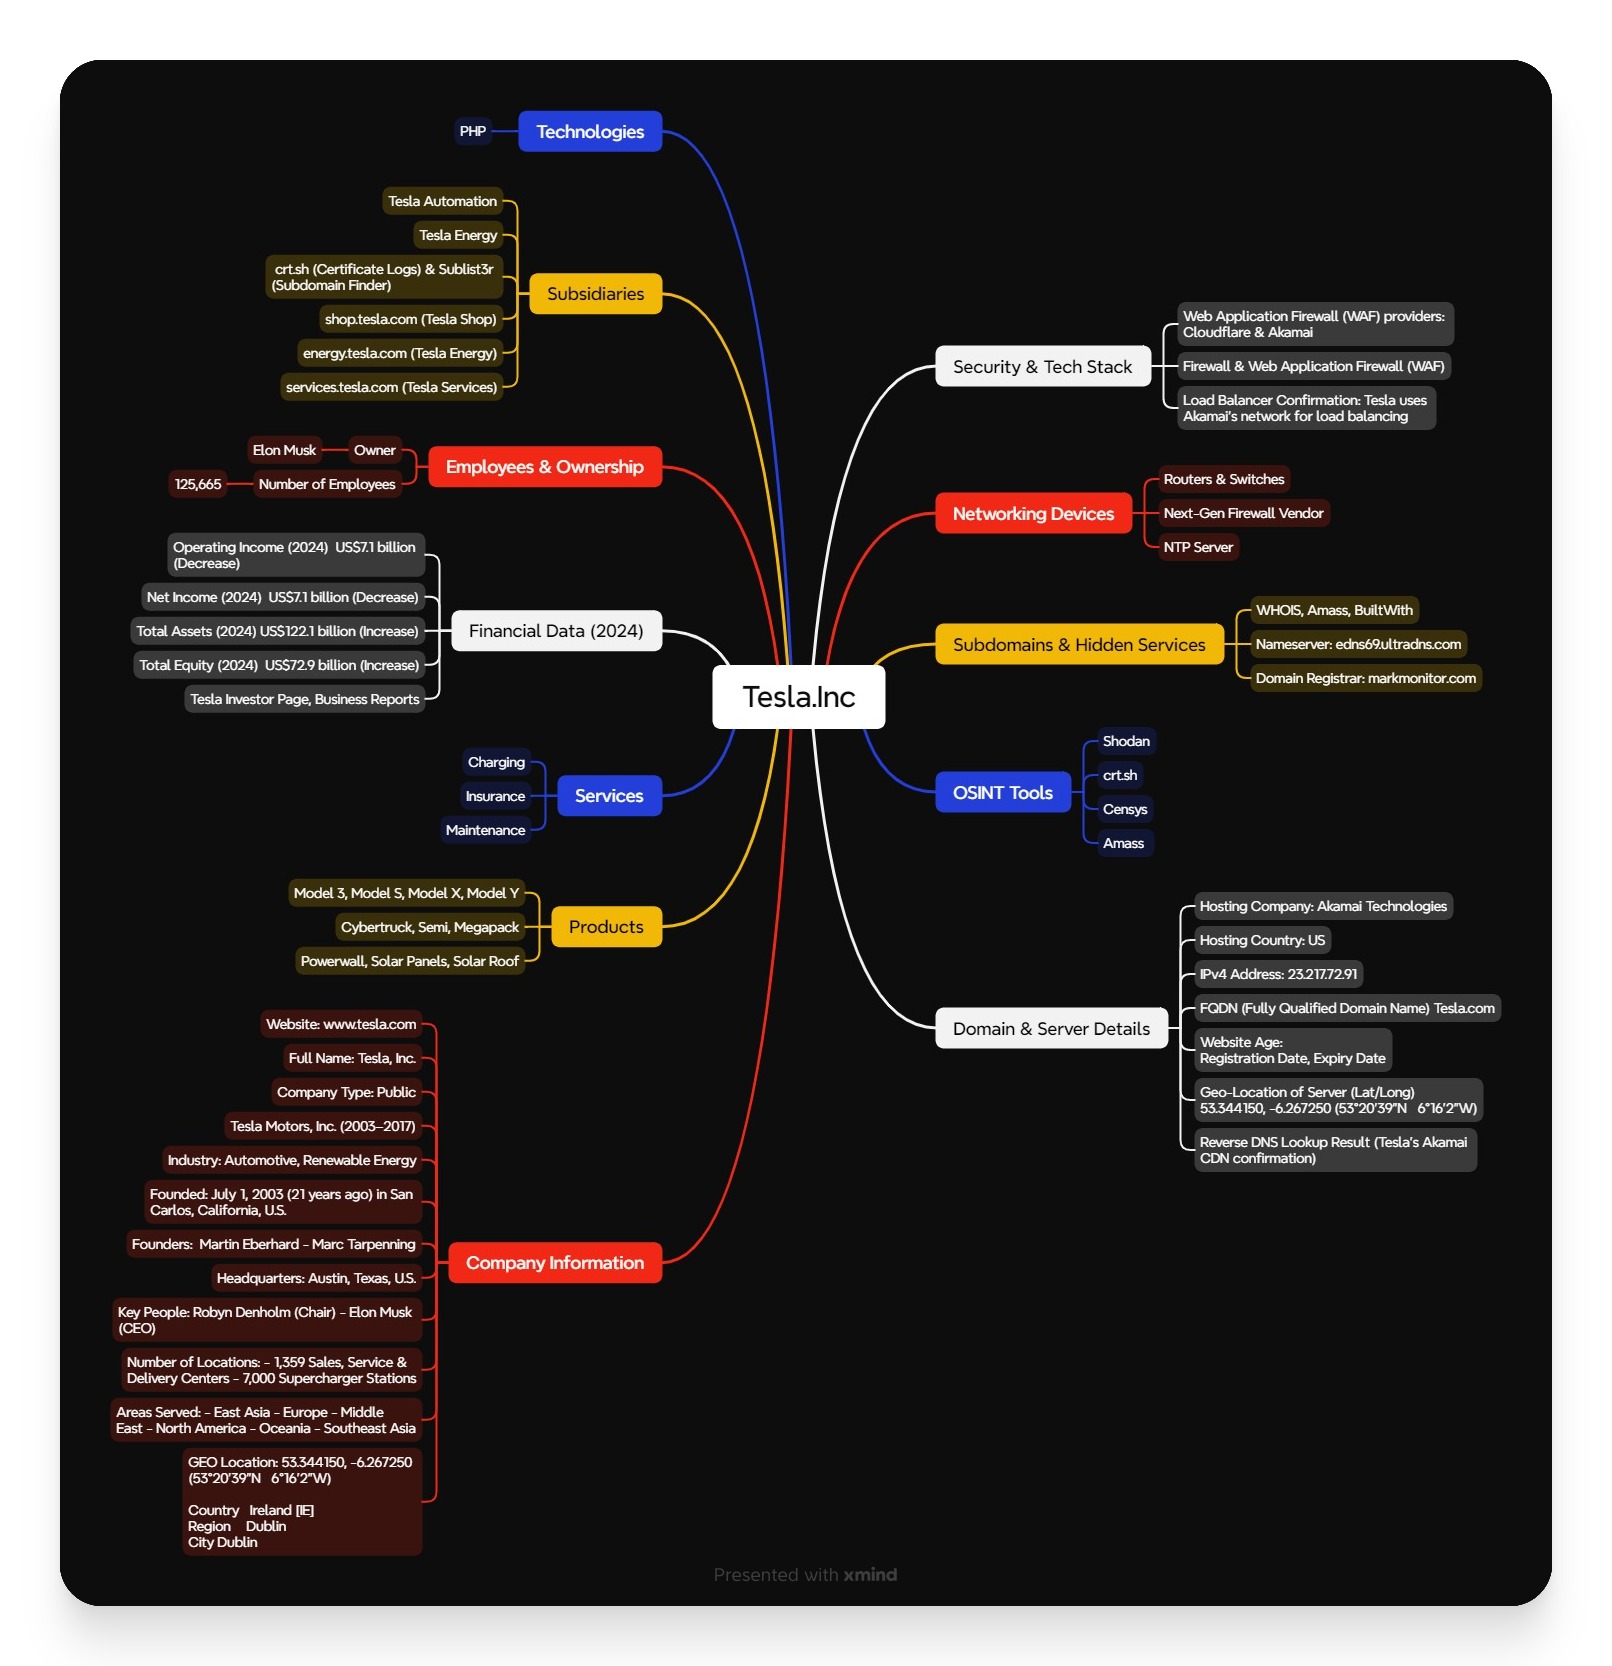 Tesla.Inc
Technologies
PHP
Subsidiaries
Tesla Automation
Tesla Energy
crt.sh (Certificate Logs) & Sublist3r
(Subdomain Finder)
shop.tesla.com (Tesla Shop)
energy.tesla.com (Tesla Energy)
services.tesla.com (Tesla Services)
Employees & Ownership
Owner
Elon Musk
Number of Employees
125,665
Financial Data (2024)
Operating Income (2024)  US$7.1 billion
(Decrease)
Net Income (2024)  US$7.1 billion (Decrease)
Total Assets (2024) US$122.1 billion (Increase)
Total Equity (2024)  US$72.9 billion (Increase)
Tesla Investor Page, Business Reports
Services
Charging
Insurance
Maintenance
Products
Model 3, Model S, Model X, Model Y
Cybertruck, Semi, Megapack
Powerwall, Solar Panels, Solar Roof
Company Information
Website: www.tesla.com
Full Name: Tesla, Inc.
Company Type: Public
Tesla Motors, Inc. (2003–2017)
Industry: Automotive, Renewable Energy
Founded: July 1, 2003 (21 years ago) in San
Carlos, California, U.S.
Founders:  Martin Eberhard - Marc Tarpenning
Headquarters: Austin, Texas, U.S.
Key People: Robyn Denholm (Chair) - Elon Musk
(CEO)
Number of Locations: - 1,359 Sales, Service &
Delivery Centers - 7,000 Supercharger Stations
Areas Served: - East Asia - Europe - Middle
East - North America - Oceania - Southeast Asia
GEO Location: 53.344150, -6.267250
(53°20'39"N   6°16'2"W)
Country   Ireland [IE]
Region    Dublin
City Dublin
Security & Tech Stack
Web Application Firewall (WAF) providers:
Cloudflare & Akamai
Firewall & Web Application Firewall (WAF)
Load Balancer Confirmation: Tesla uses
Akamai's network for load balancing
Networking Devices
Routers & Switches
Next-Gen Firewall Vendor
NTP Server
Subdomains & Hidden Services
WHOIS, Amass, BuiltWith
Nameserver: edns69.ultradns.com
Domain Registrar: markmonitor.com
OSINT Tools
Shodan
crt.sh
Censys
Amass
Domain & Server Details
Hosting Company: Akamai Technologies
Hosting Country: US
IPv4 Address: 23.217.72.91
FQDN (Fully Qualified Domain Name) Tesla.com
Website Age:
Registration Date, Expiry Date
Geo-Location of Server (Lat/Long)
53.344150, -6.267250 (53°20'39"N   6°16'2"W)
Reverse DNS Lookup Result (Tesla's Akamai
CDN confirmation)
Presented with xmind